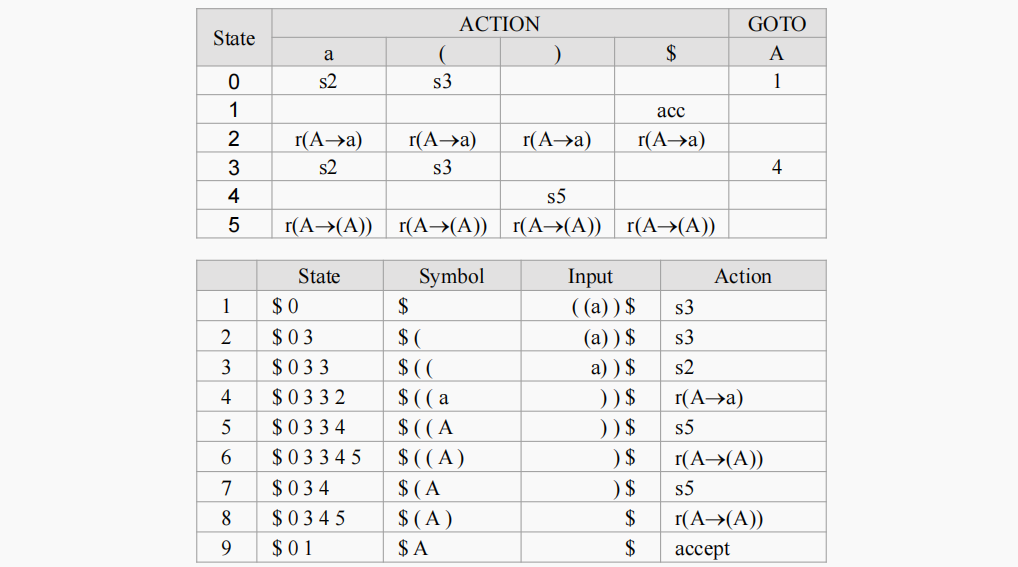 State ACTION GOTO
a ( ) $ A
0 s2 s3 1
1 acc
2 r(A→a) r(A→a) r(A→a) r(A→a)
3 s2 s3 4
4 s5
5 r(A→(A)) r(A→(A)) r(A→(A)) r(A→(A))
State Symbol Input Action
1 $ 0 $ ( (a) ) $ s3
2 $ 0 3 $ ( (a) ) $ s3
3 $ 0 3 3 $ ( ( a) ) $ s2
4 $ 0 3 3 2 $ ( ( a ) ) $ r(A→a)
5 $ 0 3 3 4 $ ( ( A ) ) $ s5
6 $ 0 3 3 4 5 $ ( ( A ) ) $ r(A→(A))
7 $ 0 3 4 $ ( A ) $ s5
8 $ 0 3 4 5 $ ( A ) $ r(A→(A))
9 $ 0 1 $ A $ accept